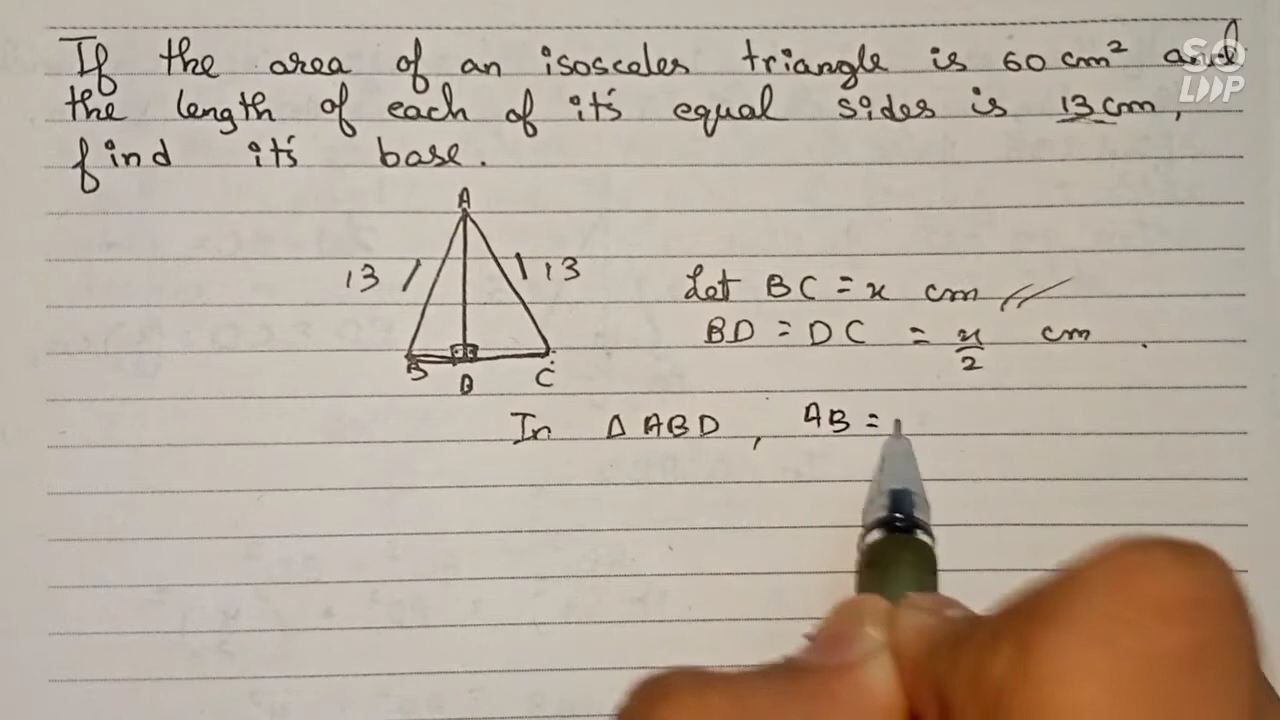 If the area of an isosceles triangle is 60 cm² and
the length of each of it's equal sides is 13 cm,
find it's base.
A
13
13
B
D
C
Let BC = x cm
BD = DC = x/2 cm.
In Δ ABD, AB =